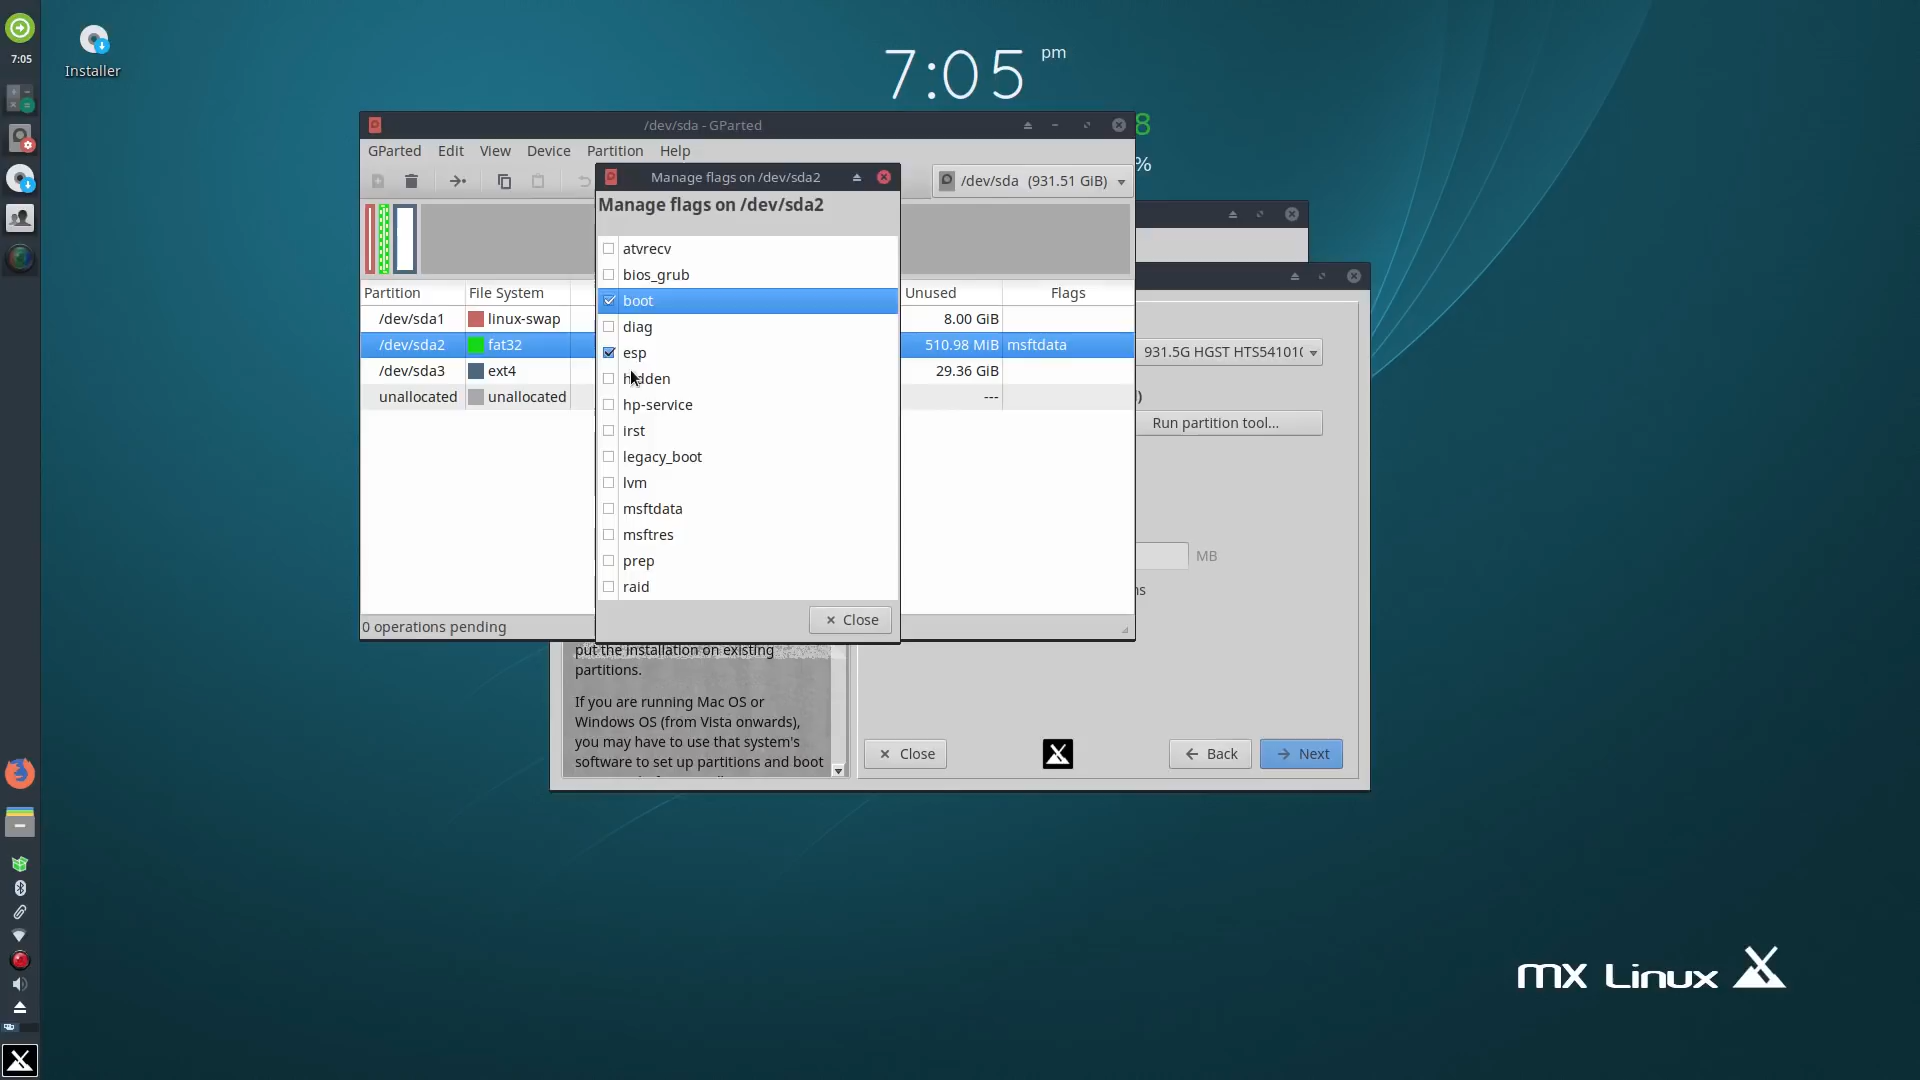 7:05
Installer
7:05 pm
8
%
/dev/sda - GParted
GParted Edit View Device Partition Help
/dev/sda (931.51 GiB)
Manage flags on /dev/sda2
Manage flags on /dev/sda2
atvrecv
bios_grub
boot
diag
esp
hidden
hp-service
irst
legacy_boot
lvm
msftdata
msftres
prep
raid
Close
Partition File System Unused Flags
/dev/sda1 linux-swap 8.00 GiB
/dev/sda2 fat32 510.98 MiB msftdata
/dev/sda3 ext4 29.36 GiB
unallocated unallocated ---
0 operations pending
931.5G HGST HTS54101(
)
Run partition tool...
MB
ns
put the installation on existing
partitions.
If you are running Mac OS or
Windows OS (from Vista onwards),
you may have to use that system's
software to set up partitions and boot
Close
Back
Next
mx Linux